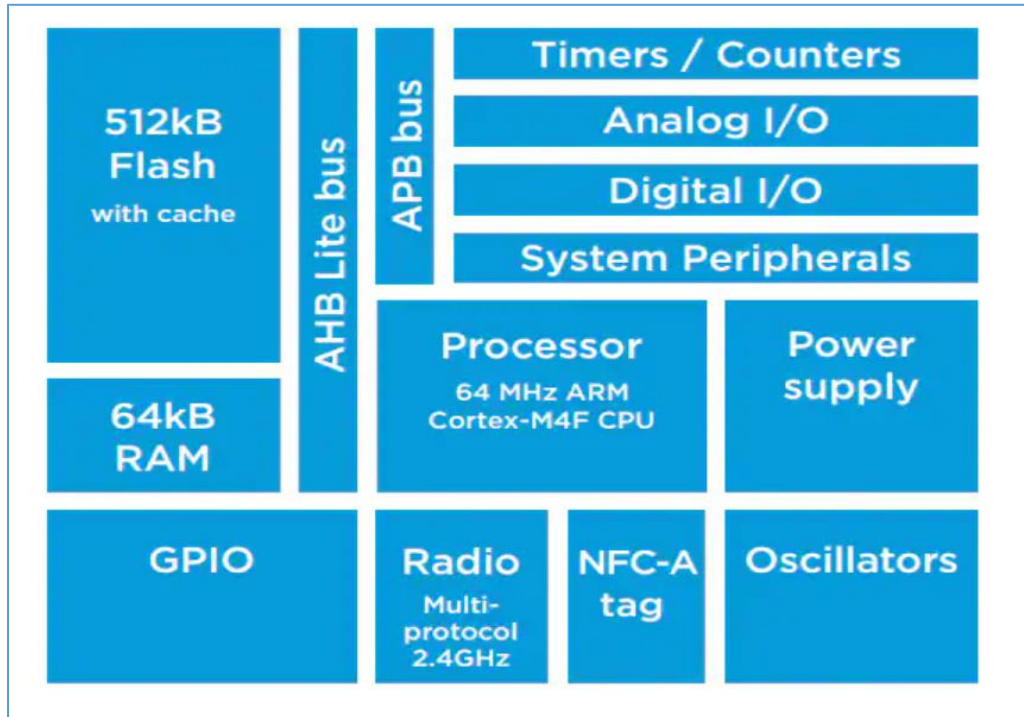 512kB
Flash
with cache
64kB
RAM
AHB Lite bus
APB bus
Timers / Counters
Analog I/O
Digital I/O
System Peripherals
Processor
64 MHz ARM
Cortex-M4F CPU
Power
supply
GPIO
Radio
Multi-
protocol
2.4GHz
NFC-A
tag
Oscillators